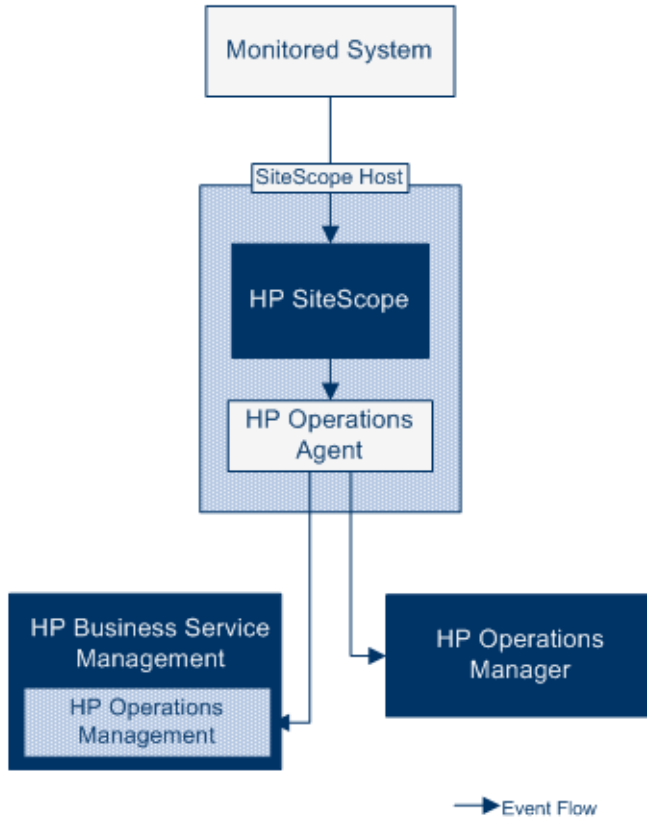 Monitored System
SiteScope Host
HP SiteScope
HP Operations
Agent
HP Business Service
Management
HP Operations
Management
HP Operations
Manager
Event Flow